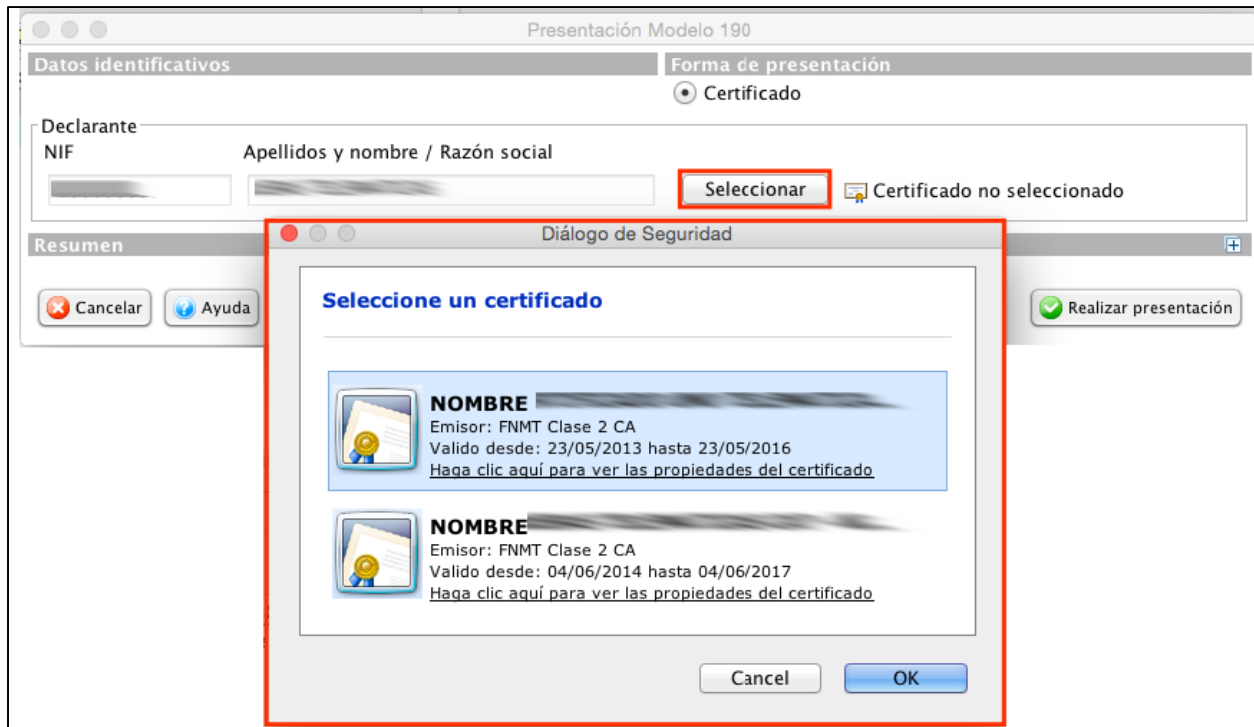 Presentación Modelo 190
Datos identificativos
Forma de presentación
Certificado
Declarante
NIF
Apellidos y nombre / Razón social
Seleccionar
Certificado no seleccionado
Resumen
Cancelar
Ayuda
Realizar presentación
Diálogo de Seguridad
Seleccione un certificado
NOMBRE
Emisor: FNMT Clase 2 CA
Valido desde: 23/05/2013 hasta 23/05/2016
Haga clic aquí para ver las propiedades del certificado
NOMBRE
Emisor: FNMT Clase 2 CA
Valido desde: 04/06/2014 hasta 04/06/2017
Haga clic aquí para ver las propiedades del certificado
Cancel
OK